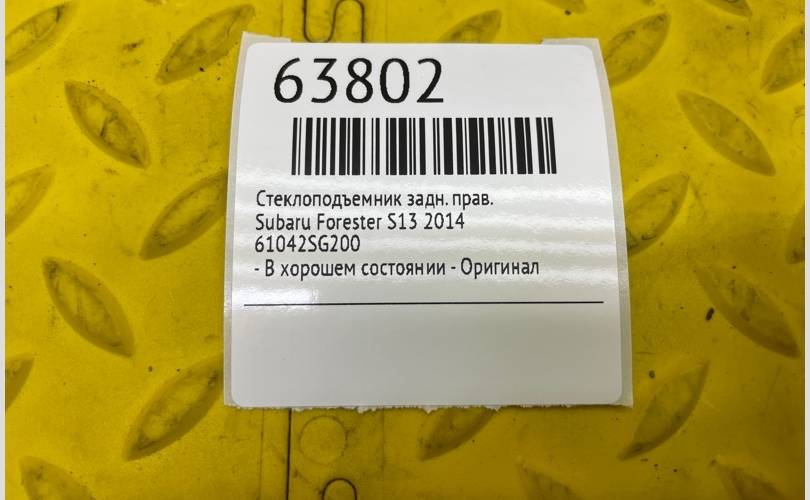 63802
Стеклоподъемник задн. прав.
Subaru Forester S13 2014
61042SG200
- В хорошем состоянии - Оригинал